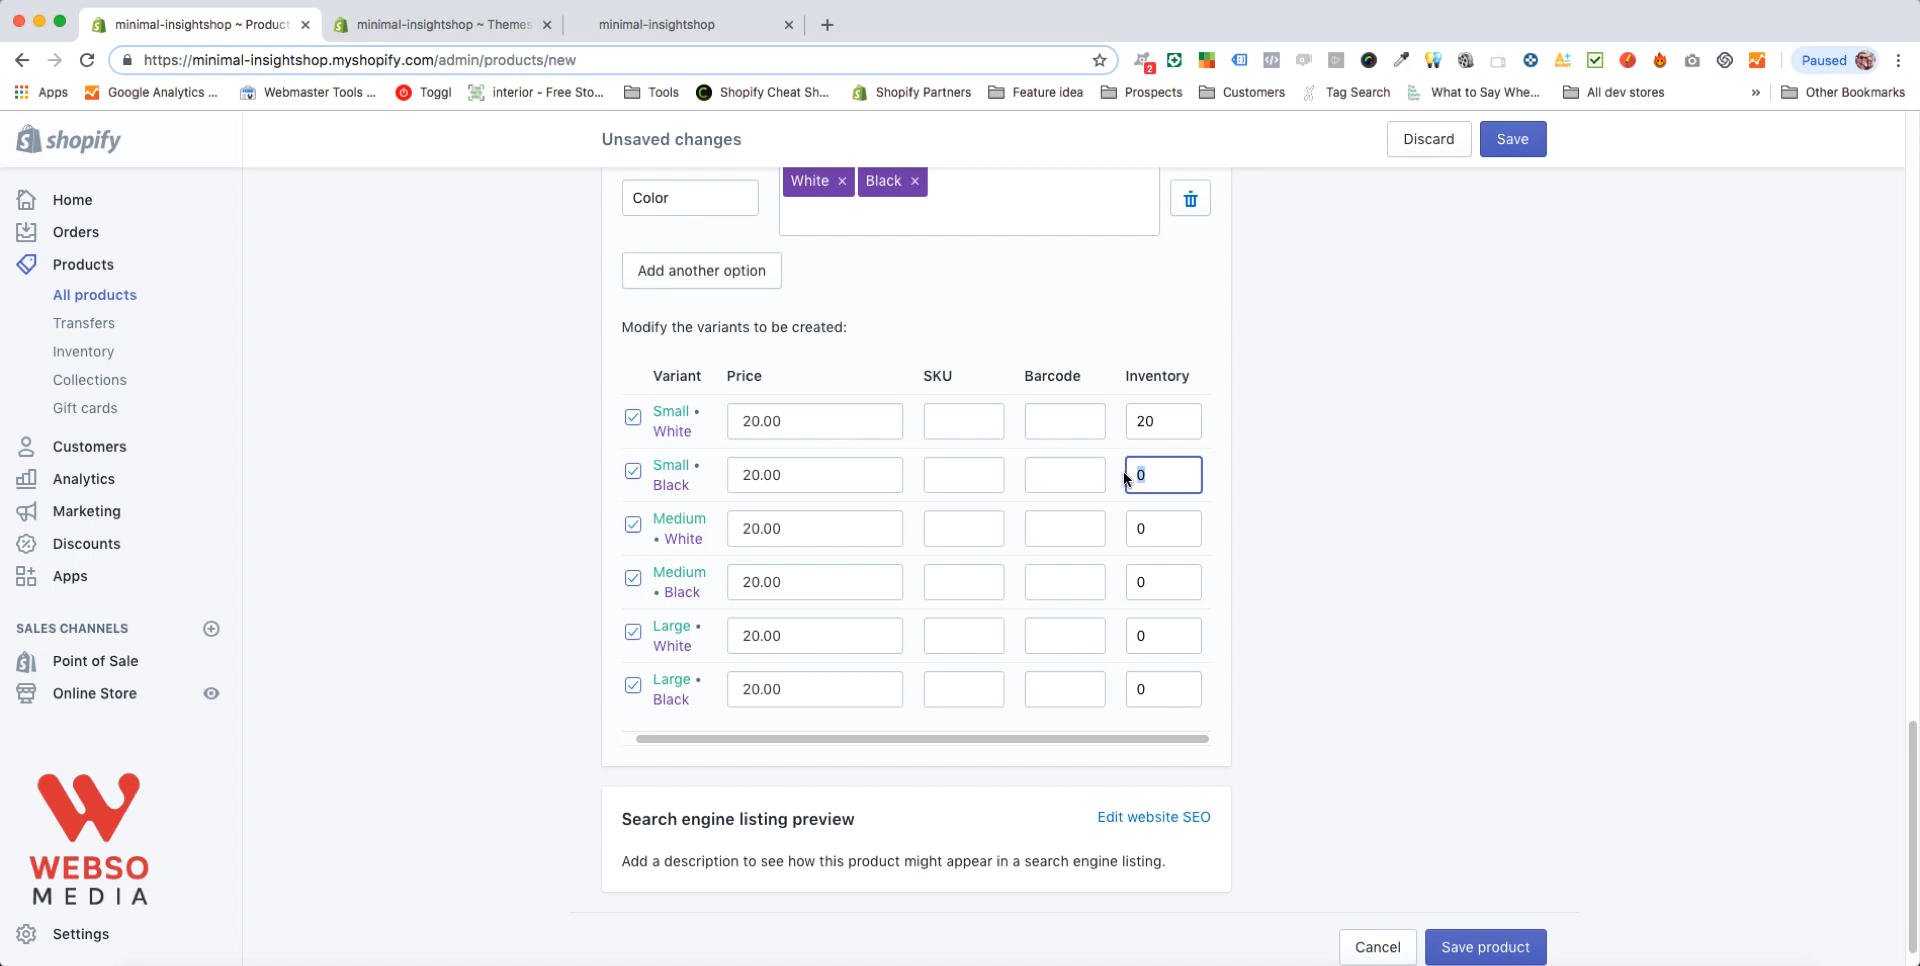 minimal-insightshop ~ Product
minimal-insightshop ~ Themes
minimal-insightshop
https://minimal-insightshop.myshopify.com/admin/products/new
2
Paused
Apps
Google Analytics ...
Webmaster Tools ...
Toggl
interior - Free Sto...
Tools
Shopify Cheat Sh...
Shopify Partners
Feature idea
Prospects
Customers
Tag Search
What to Say Whe...
All dev stores
»
Other Bookmarks
shopify
Unsaved changes
Discard
Save
Home
Orders
Products
All products
Transfers
Inventory
Collections
Gift cards
Customers
Analytics
Marketing
Discounts
Apps
SALES CHANNELS
Point of Sale
Online Store
WEBSO
MEDIA
Settings
Color
White ×
Black ×
Add another option
Modify the variants to be created:
Variant Price SKU Barcode Inventory
Small • White 20.00 20
Small • Black 20.00 0
Medium • White 20.00 0
Medium • Black 20.00 0
Large • White 20.00 0
Large • Black 20.00 0
Search engine listing preview
Edit website SEO
Add a description to see how this product might appear in a search engine listing.
Cancel
Save product